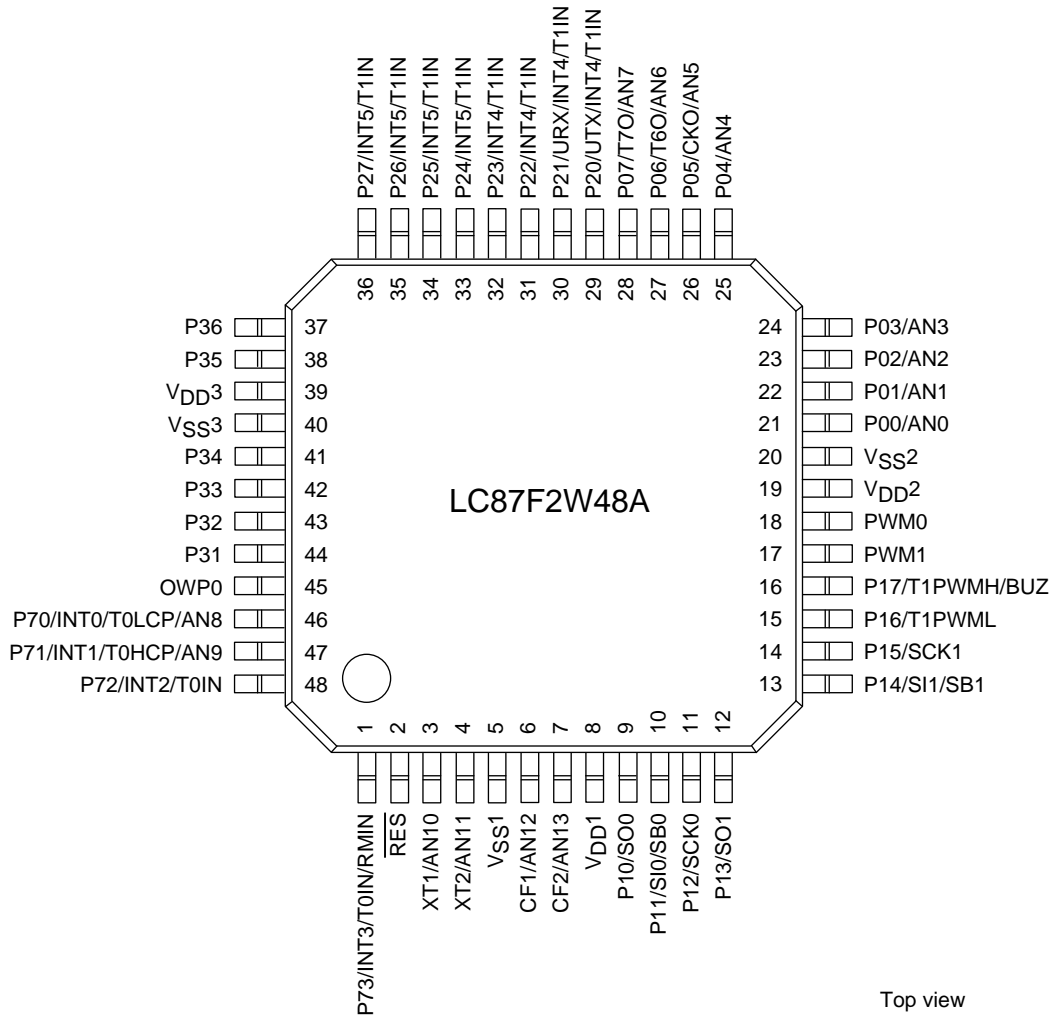 P27/INT5/T1IN
P26/INT5/T1IN
P25/INT5/T1IN
P24/INT5/T1IN
P23/INT4/T1IN
P22/INT4/T1IN
P21/URX/INT4/T1IN
P20/UTX/INT4/T1IN
P07/T7O/AN7
P06/T6O/AN6
P05/CKO/AN5
P04/AN4
36
35
34
33
32
31
30
29
28
27
26
25
P36 37
P35 38
VDD3 39
VSS3 40
P34 41
P33 42
P32 43
P31 44
OWP0 45
P70/INT0/T0LCP/AN8 46
P71/INT1/T0HCP/AN9 47
P72/INT2/T0IN 48
LC87F2W48A
24 P03/AN3
23 P02/AN2
22 P01/AN1
21 P00/AN0
20 VSS2
19 VDD2
18 PWM0
17 PWM1
16 P17/T1PWMH/BUZ
15 P16/T1PWML
14 P15/SCK1
13 P14/SI1/SB1
1
2
3
4
5
6
7
8
9
10
11
12
P73/INT3/T0IN/RMIN
RES
XT1/AN10
XT2/AN11
VSS1
CF1/AN12
CF2/AN13
VDD1
P10/SO0
P11/SI0/SB0
P12/SCK0
P13/SO1
Top view